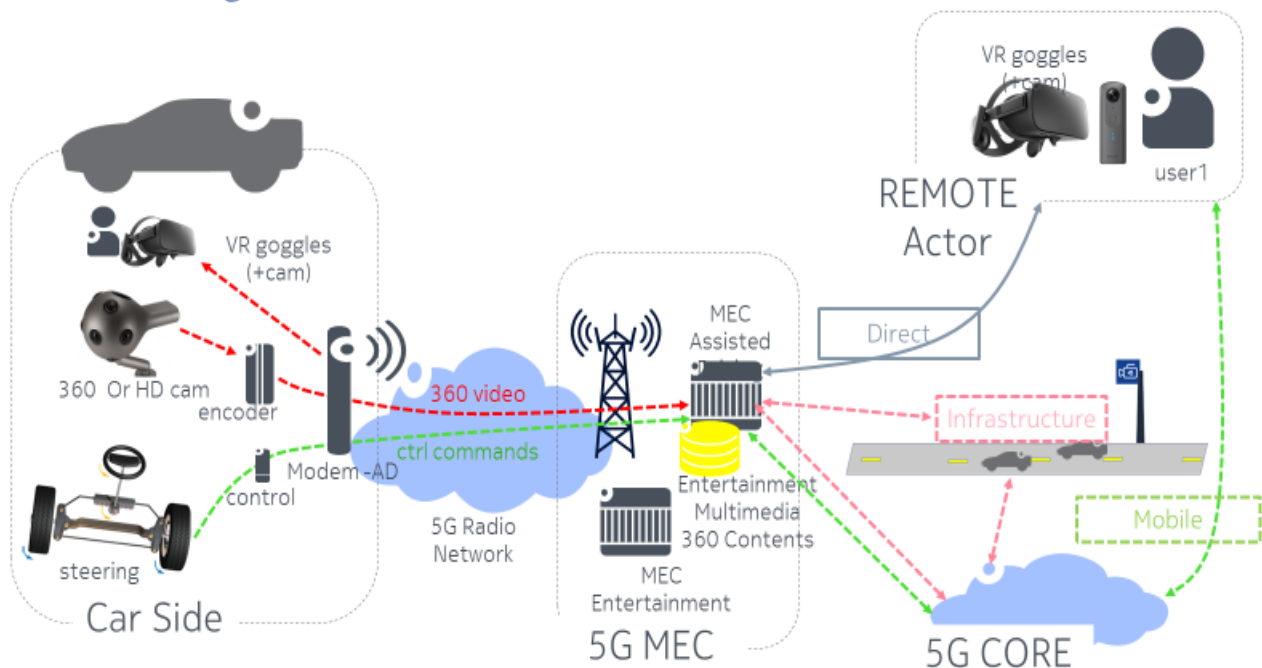 VR goggles
(+cam)
user1
REMOTE
Actor
VR goggles
(+cam)
360 Or HD cam
encoder
control
steering
Modem -AD
Car Side
360 video
ctrl commands
5G Radio
Network
MEC
Assisted
Entertainment
Multimedia
360 Contents
MEC
Entertainment
5G MEC
Direct
Infrastructure
Mobile
5G CORE